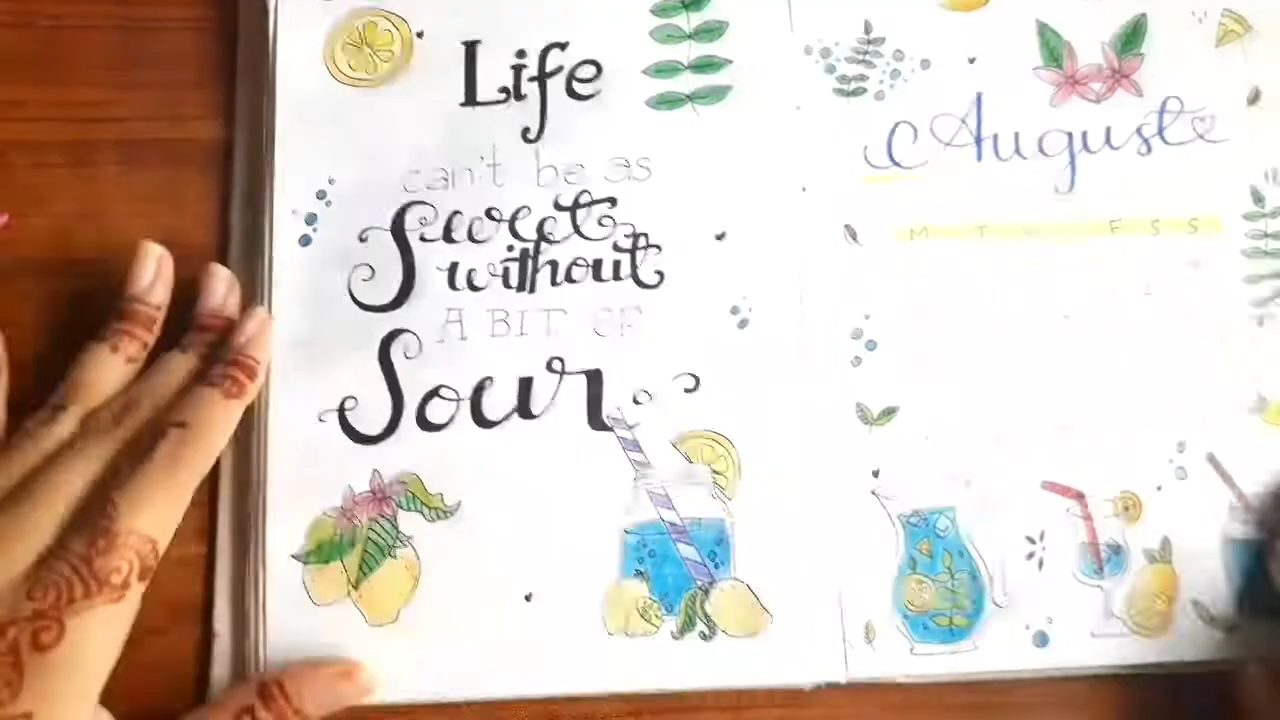 Life
can't be as
Sweet
without
A BIT OF
Sour
August
M T F S S